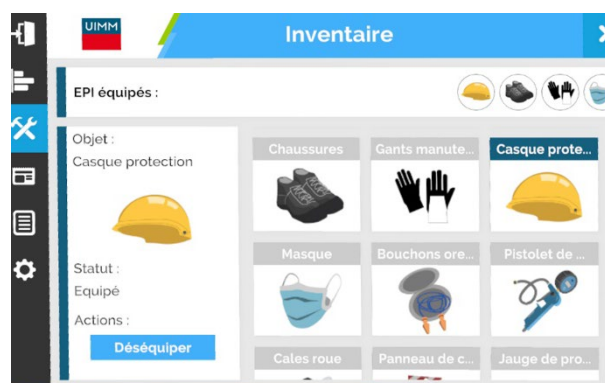 UIMM
Inventaire
EPI équipés :
Objet :
Casque protection
Statut :
Equipé
Actions :
Déséquiper
Chaussures
Gants manute...
Casque prote...
Masque
Bouchons ore...
Pistolet de ...
Cales roue
Panneau de c...
Jauge de pro...